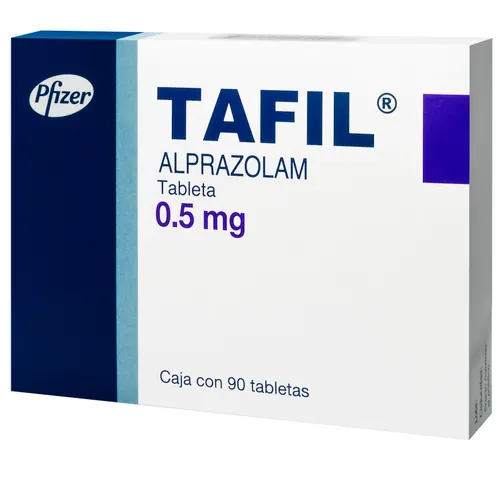 Pfizer
TAFIL®
ALPRAZOLAM
Tableta
0.5 mg
Caja con 90 tabletas